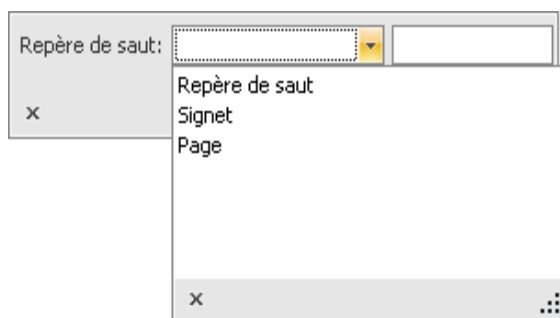 Repère de saut:
Repère de saut
Signet
Page
x
x